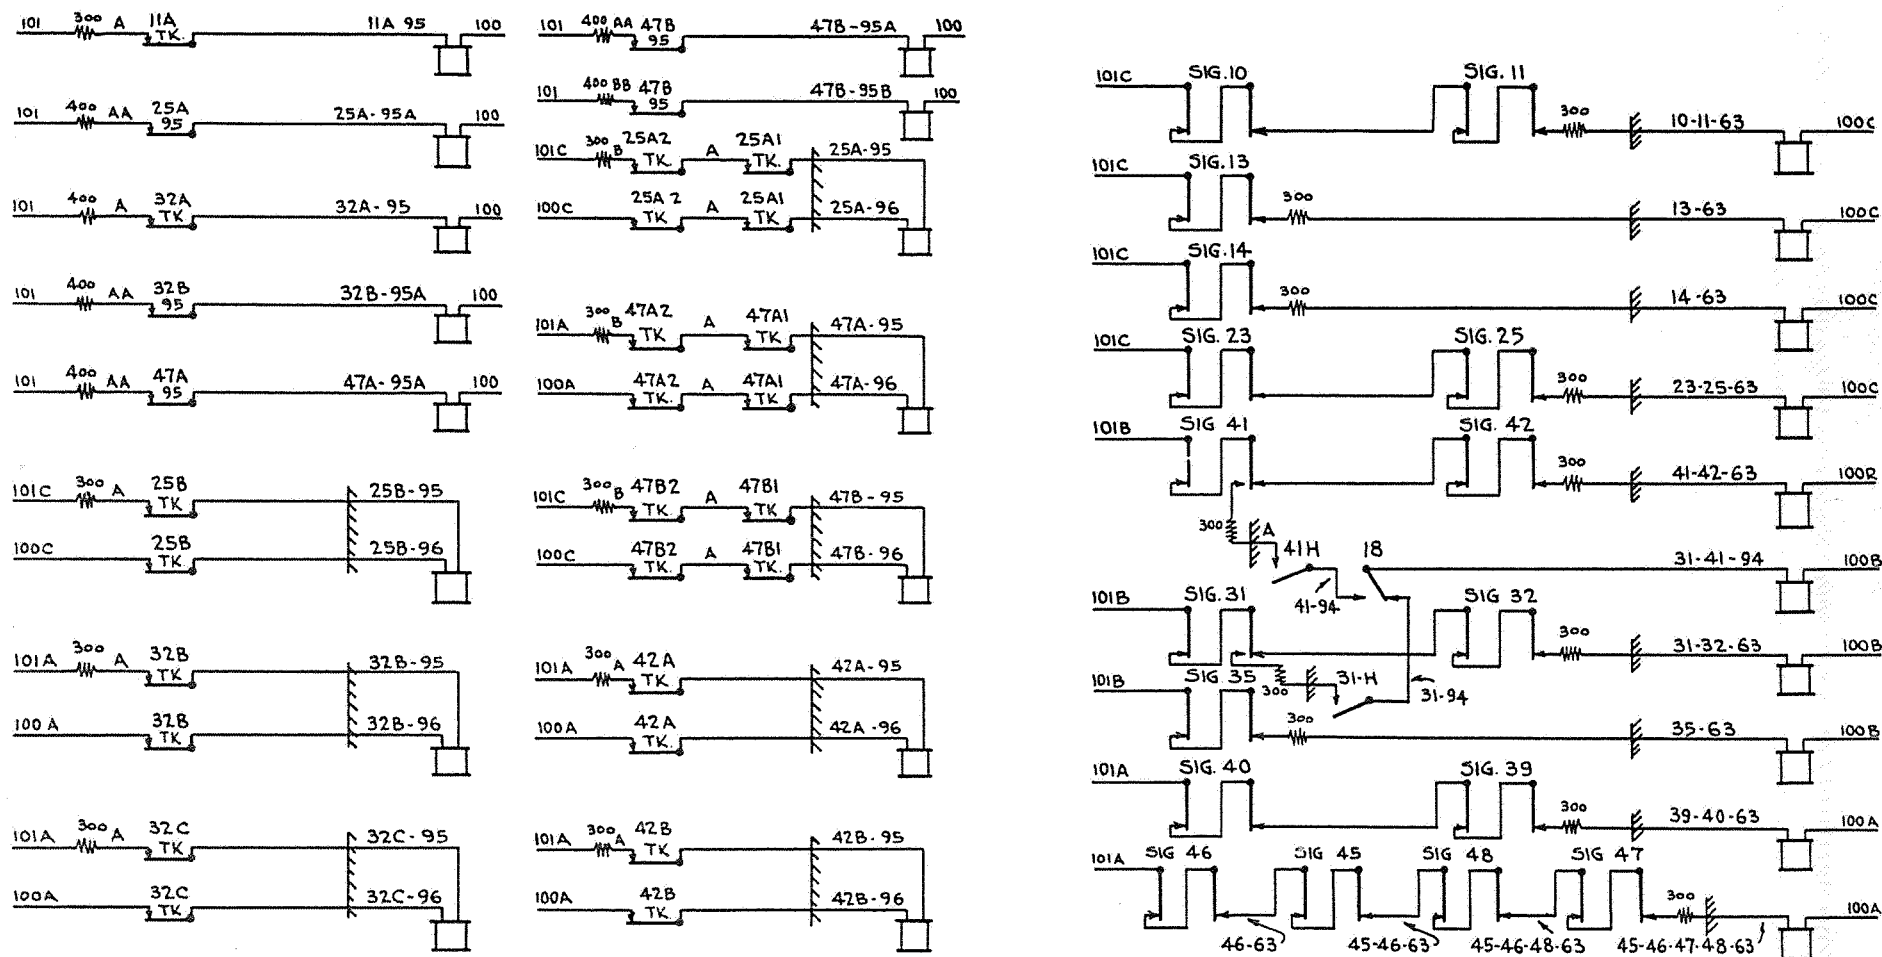 101 300 A 11A TK. 11A 95 100
101 400 AA 25A 95 25A-95A 100
101 400 A 32A TK 32A-95 100
101 400 AA 32B 95 32B-95A 100
101 400 AA 47A 95 47A-95A 100
101C 300 A 25B TK 25B-95
100C 25B TK 25B-96
101A 300 A 32B TK 32B-95
100A 32B TK 32B-96
101A 300 A 32C TK 32C-95
100A 32C TK 32C-96
101 400 AA 47B 95 47B-95A 100
101 400 BB 47B 95 47B-95B 100
101C 300 B 25A2 TK. A 25A1 TK. 25A-95
100C 25A2 TK A 25A1 TK 25A-96
101A 300 B 47A2 TK A 47A1 TK 47A-95
100A 47A2 TK. A 47A1 TK. 47A-96
101C 300 B 47B2 TK. A 47B1 TK. 47B-95
100C 47B2 TK. A 47B1 TK. 47B-96
101A 300 A 42A TK. 42A-95
100A 42A TK. 42A-96
101A 300 A 42B TK. 42B-95
100A 42B TK. 42B-96
101C SIG.10 SIG.11 300 10-11-63 100C
101C SIG.13 300 13-63 100C
101C SIG.14 300 14-63 100C
101C SIG.23 SIG.25 300 23-25-63 100C
101B SIG 41 SIG. 42 300 41-42-63 100R
300 A 41H 18 31-41-94 100B
41-94
101B SIG.31 SIG 32 300 31-32-63 100B
300 31-H 31-94
101B SIG.35 300 35-63 100B
101A SIG.40 SIG.39 300 39-40-63 100A
101A SIG 46 SIG 45 SIG 48 SIG 47 300 100A
46-63 45-46-63 45-46-48-63 45-46-47-48-63